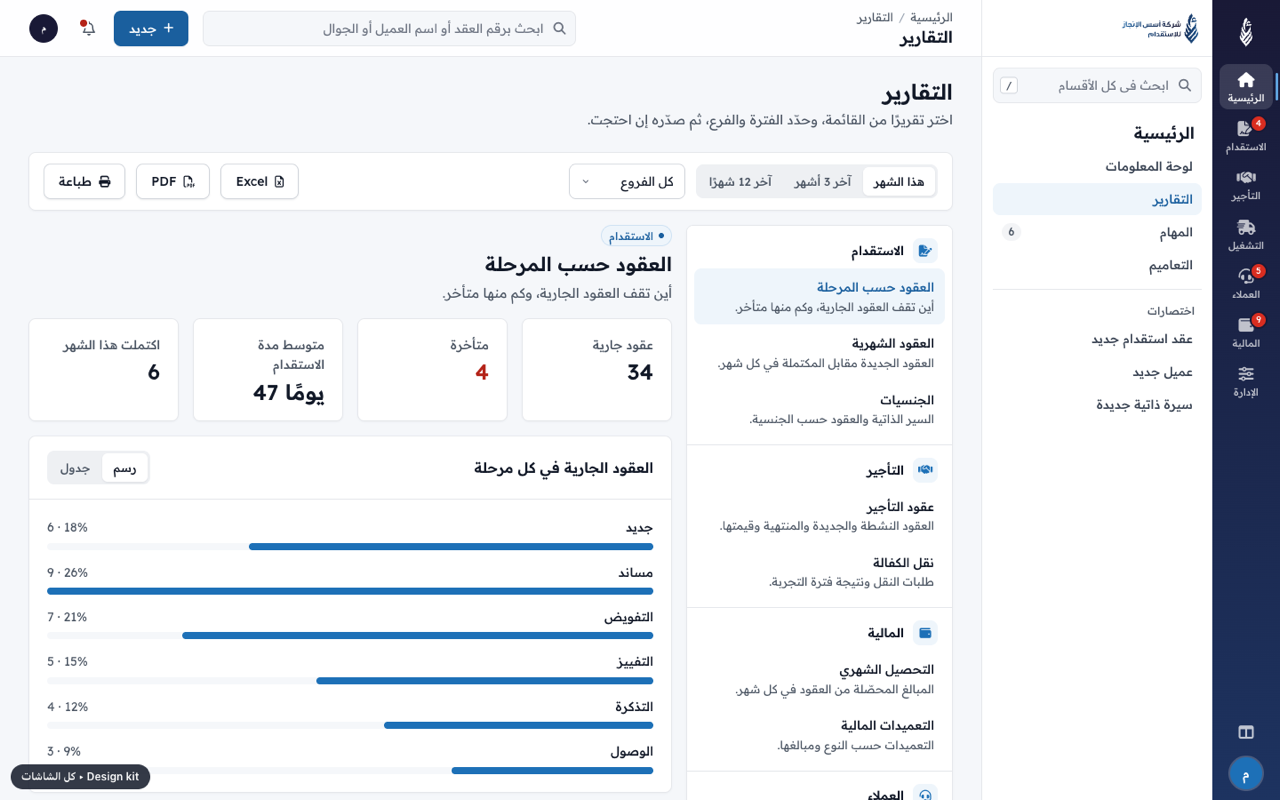 الرئيسية
4
الاستقدام
التأجير
التشغيل
5
العملاء
9
المالية
الإدارة
م
شركة أسس الإنجاز
للاستقدام
ابحث في كل الأقسام
/
الرئيسية
لوحة المعلومات
التقارير
المهام
6
التعاميم
اختصارات
عقد استقدام جديد
عميل جديد
سيرة ذاتية جديدة
الرئيسية / التقارير
التقارير
ابحث برقم العقد أو اسم العميل أو الجوال
+ جديد
م
التقارير
اختر تقريرًا من القائمة، وحدّد الفترة والفرع، ثم صدّره إن احتجت.
هذا الشهر
آخر 3 أشهر
آخر 12 شهرًا
كل الفروع
Excel
PDF
طباعة
الاستقدام
العقود حسب المرحلة
أين تقف العقود الجارية، وكم منها متأخر.
العقود الشهرية
العقود الجديدة مقابل المكتملة في كل شهر.
الجنسيات
السير الذاتية والعقود حسب الجنسية.
التأجير
عقود التأجير
العقود النشطة والجديدة والمنتهية وقيمتها.
نقل الكفالة
طلبات النقل ونتيجة فترة التجربة.
المالية
التحصيل الشهري
المبالغ المحصّلة من العقود في كل شهر.
التعميدات المالية
التعميدات حسب النوع ومبالغها.
العملاء
• الاستقدام
العقود حسب المرحلة
أين تقف العقود الجارية، وكم منها متأخر.
عقود جارية
34
متأخرة
4
متوسط مدة
الاستقدام
47 يومًا
اكتملت هذا الشهر
6
العقود الجارية في كل مرحلة
رسم
جدول
جديد
6 · 18%
مساند
9 · 26%
التفويض
7 · 21%
التفييز
5 · 15%
التذكرة
4 · 12%
الوصول
3 · 9%
Design kit ▸ كل الشاشات